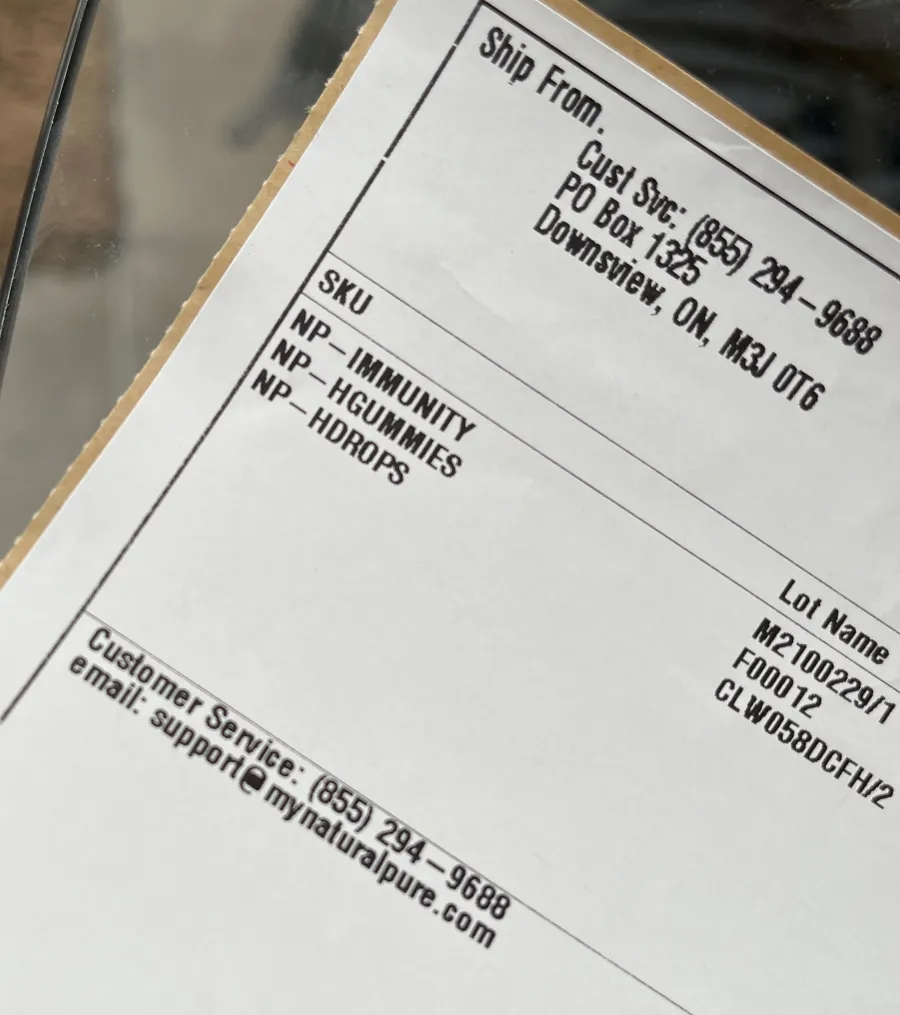 Ship From.
Cust Svc: (855) 294-9688
PO Box 1325
Downsview, ON, M3J 0T6
SKU Lot Name
NP-IMMUNITY M2100229/1
NP-HGUMMIES F00012
NP-HDROPS CLW058DCFH/2
Customer Service: (855) 294-9688
email: support@mynaturalpure.com